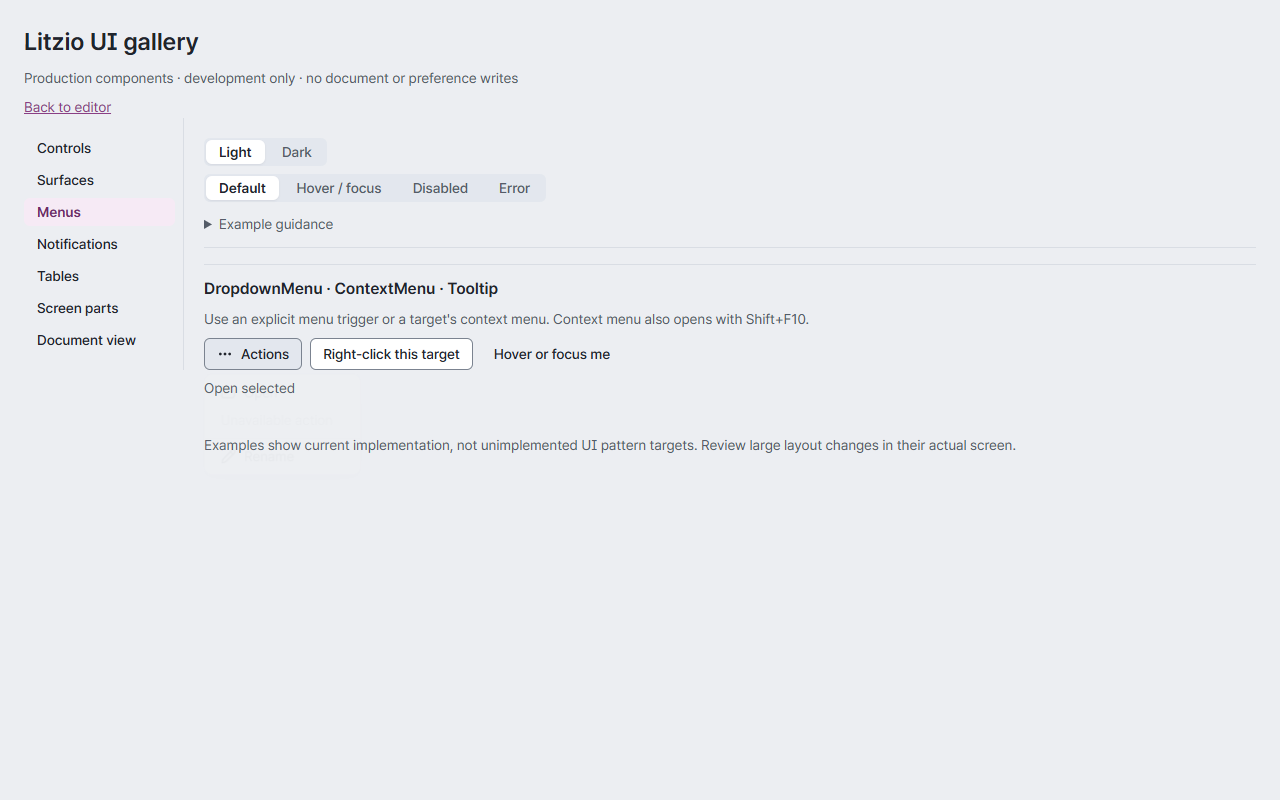 Litzio UI gallery
Production components · development only · no document or preference writes
Back to editor
Controls
Surfaces
Menus
Notifications
Tables
Screen parts
Document view
Light Dark
Default Hover / focus Disabled Error
Example guidance
DropdownMenu · ContextMenu · Tooltip
Use an explicit menu trigger or a target's context menu. Context menu also opens with Shift+F10.
Actions Right-click this target Hover or focus me
Open selected
Examples show current implementation, not unimplemented UI pattern targets. Review large layout changes in their actual screen.